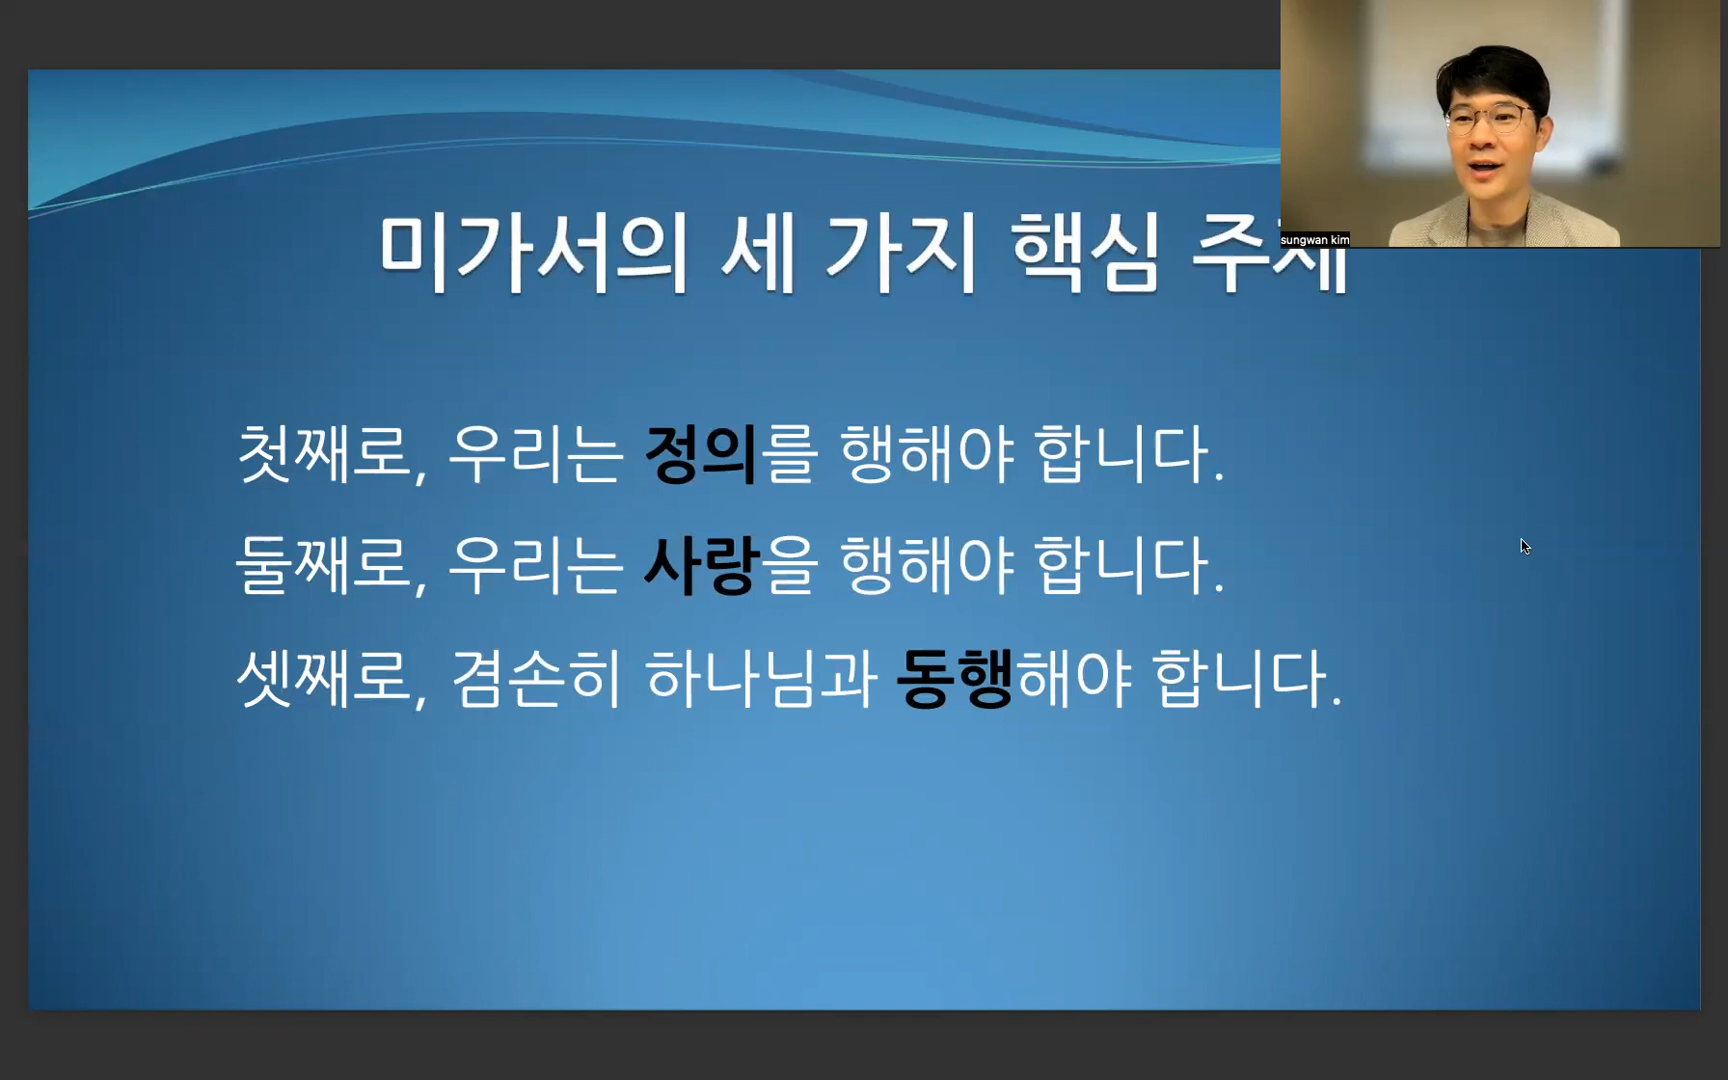 sungwan kim
미가서의 세 가지 핵심 주제
첫째로, 우리는 정의를 행해야 합니다.
둘째로, 우리는 사랑을 행해야 합니다.
셋째로, 겸손히 하나님과 동행해야 합니다.